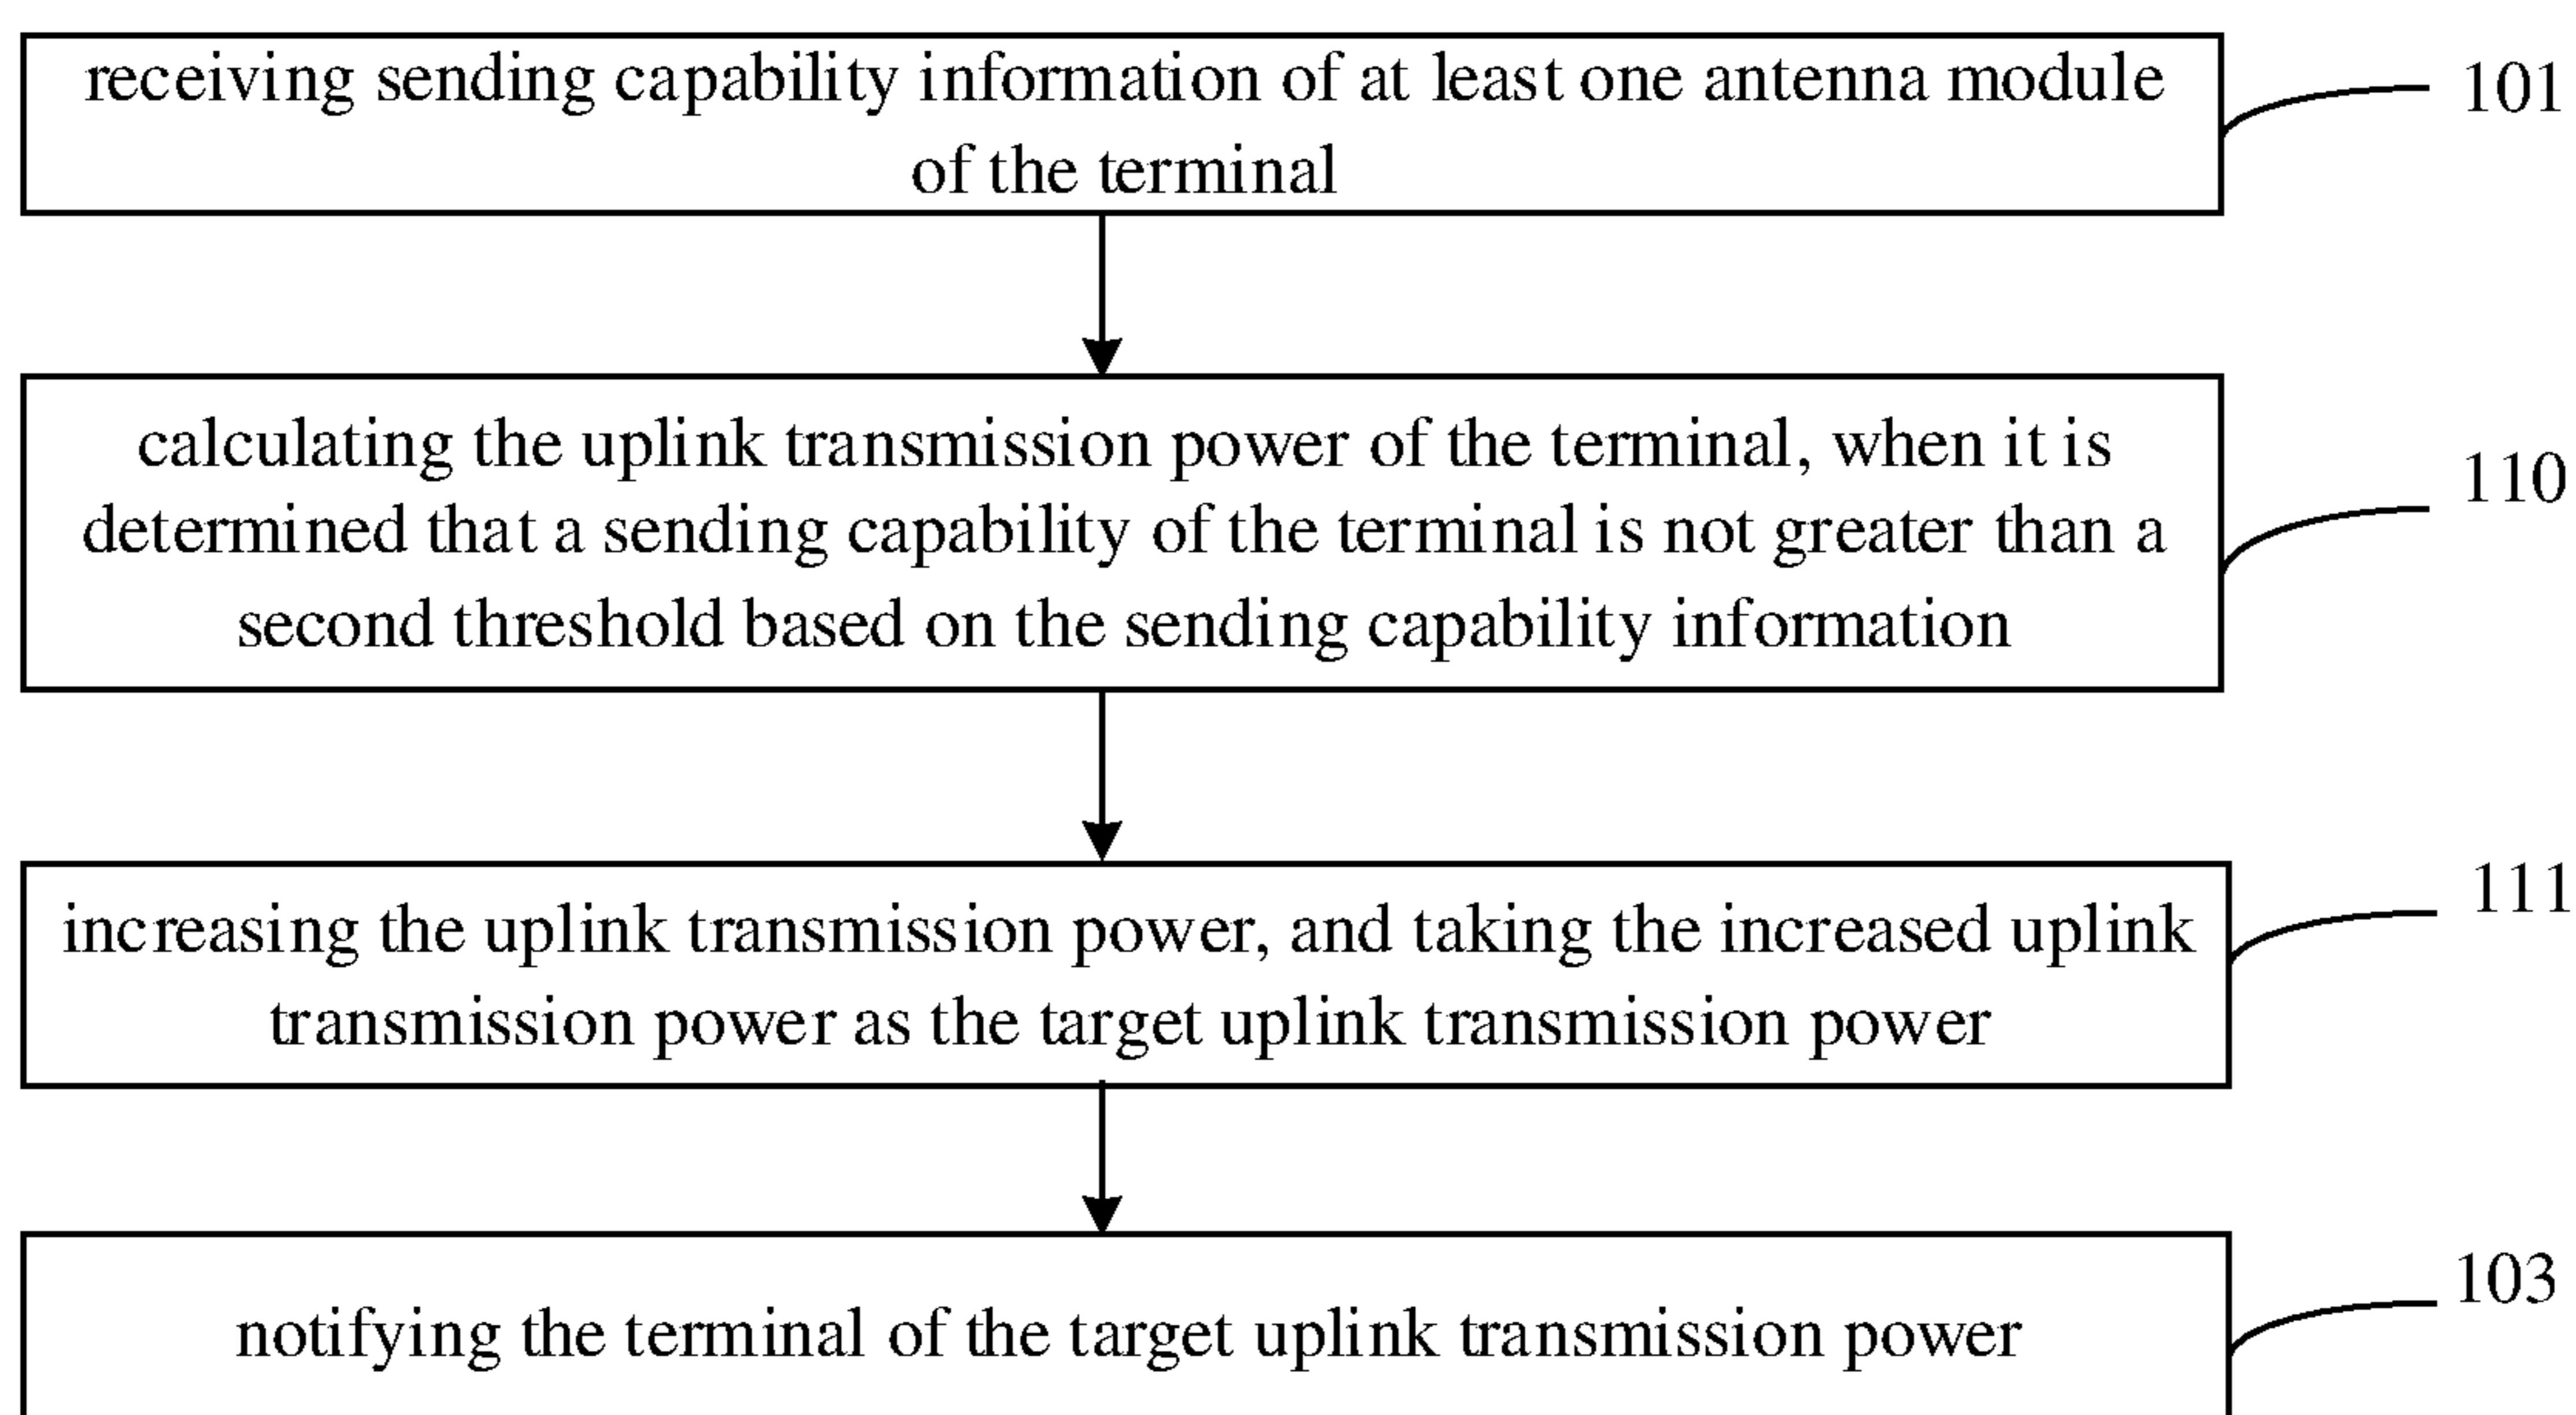 receiving sending capability information of at least one antenna module
of the terminal
101
calculating the uplink transmission power of the terminal, when it is
determined that a sending capability of the terminal is not greater than a
second threshold based on the sending capability information
110
increasing the uplink transmission power, and taking the increased uplink
transmission power as the target uplink transmission power
111
notifying the terminal of the target uplink transmission power
103